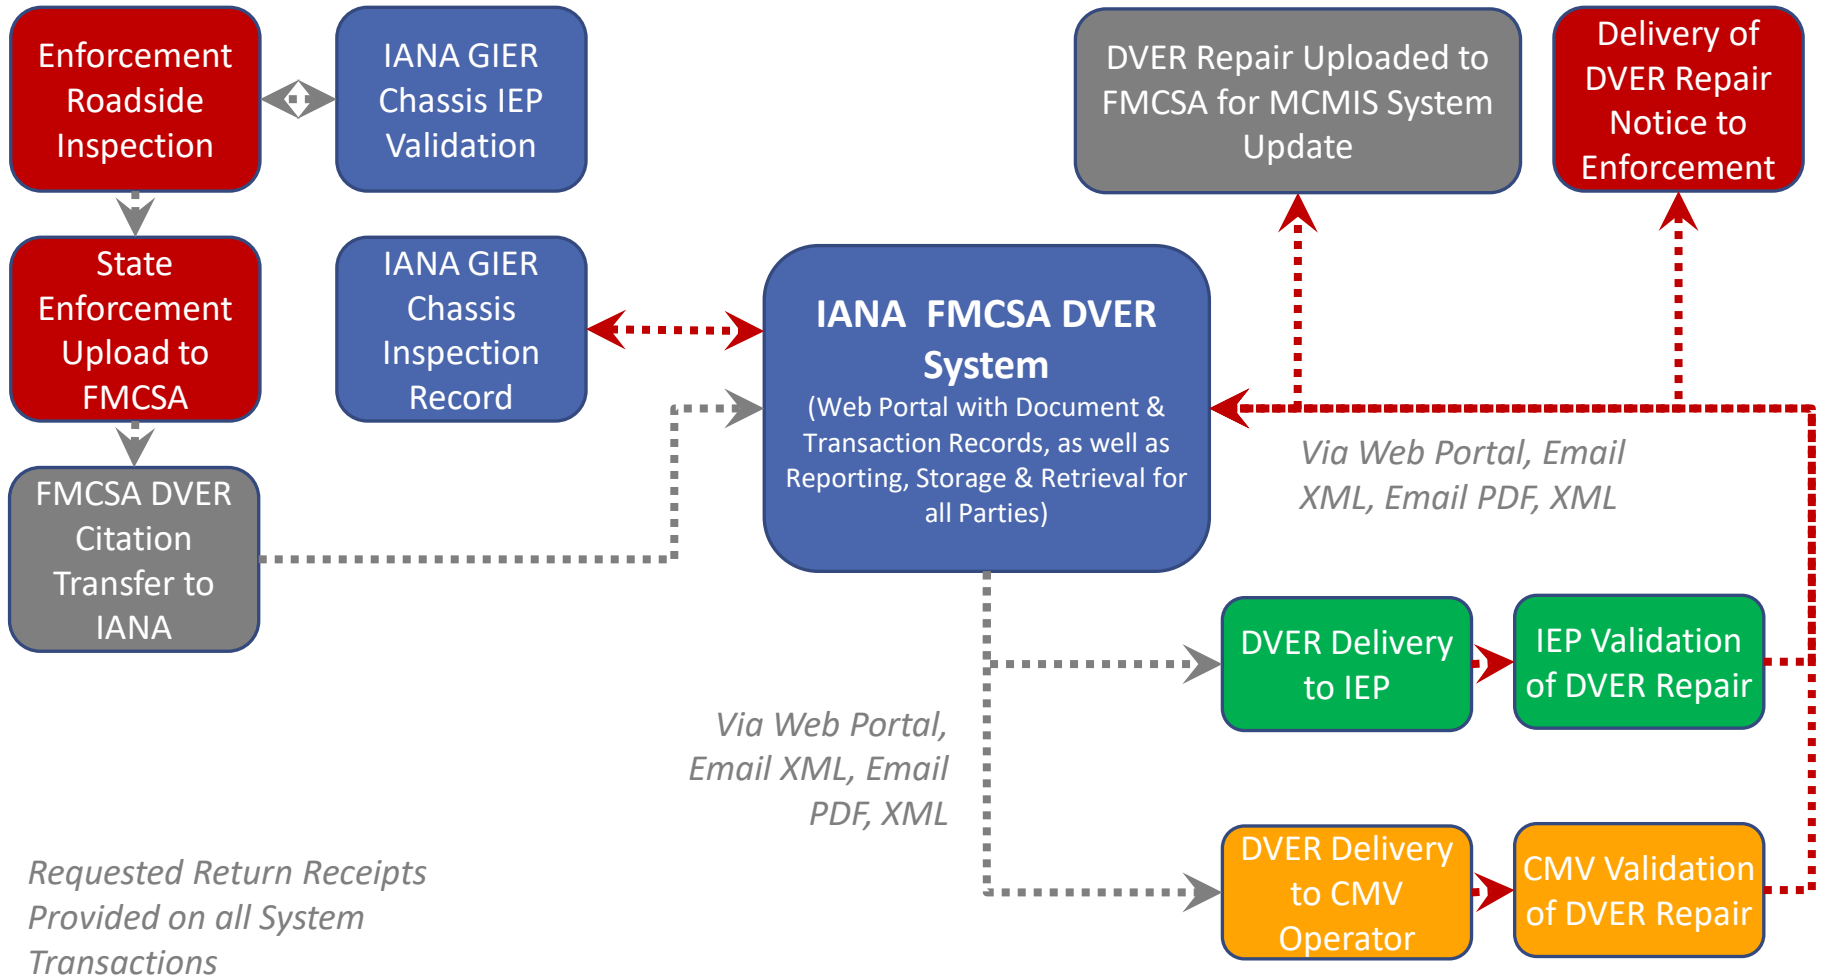 Enforcement
Roadside
Inspection
IANA GIER
Chassis IEP
Validation
DVER Repair Uploaded to
FMCSA for MCMIS System
Update
Delivery of
DVER Repair
Notice to
Enforcement
State
Enforcement
Upload to
FMCSA
IANA GIER
Chassis
Inspection
Record
IANA  FMCSA DVER
System
(Web Portal with Document &
Transaction Records, as well as
Reporting, Storage & Retrieval for
all Parties)
Via Web Portal, Email
XML, Email PDF, XML
FMCSA DVER
Citation
Transfer to
IANA
DVER Delivery
to IEP
IEP Validation
of DVER Repair
Via Web Portal,
Email XML, Email
PDF, XML
DVER Delivery
to CMV
Operator
CMV Validation
of DVER Repair
Requested Return Receipts
Provided on all System
Transactions